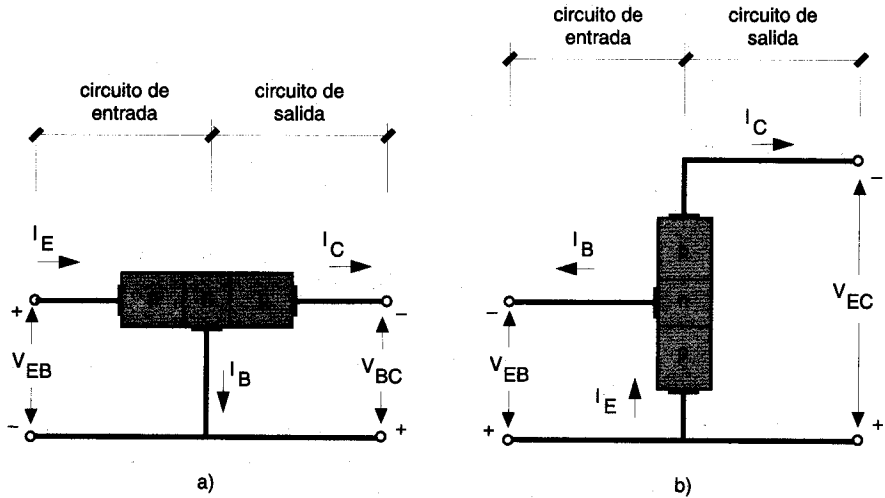 circuito de
entrada
circuito de
salida
I_E
I_C
+
–
V_EB
I_B
V_BC
–
+
a)
circuito de
entrada
circuito de
salida
I_C
–
I_B
V_EC
–
V_EB
I_E
+
+
b)